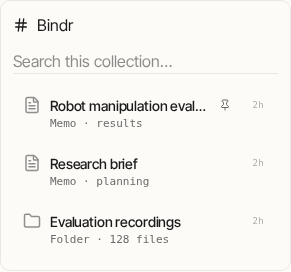 # Bindr
Search this collection...
Robot manipulation eval... 2h
Memo · results
Research brief 2h
Memo · planning
Evaluation recordings 2h
Folder · 128 files